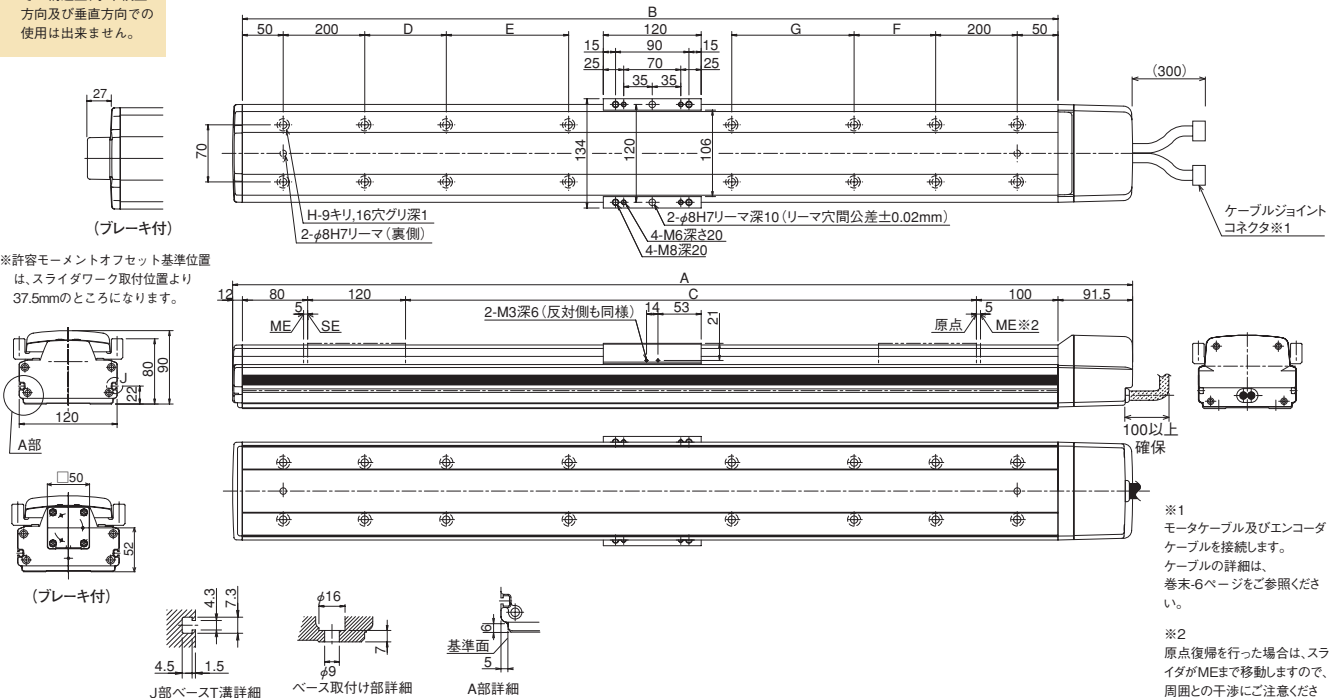 方向及び垂直方向での
使用は出来ません。
B
50 200 D E 120 G F 200 50
15 90 15
25 70 25
35 35
(300)
27
70
134
120
106
(ブレーキ付)
H-9キリ,16穴グリ深1
2-φ8H7リーマ(裏側)
2-φ8H7リーマ深10(リーマ穴間公差±0.02mm)
4-M6深さ20
4-M8深20
ケーブルジョイント
コネクタ※1
※許容モーメントオフセット基準位置
は、スライダワーク取付位置より
37.5mmのところになります。
A
12 80 120 C 100 91.5
5
ME SE
2-M3深6(反対側も同様)
14 53
21
原点
5
ME※2
J
22
80
90
120
A部
100以上
確保
□50
52
(ブレーキ付)
4.3
7.3
4.5 1.5
J部ベースT溝詳細
φ16
7
φ9
ベース取付け部詳細
6
基準面
5
A部詳細
※1
モータケーブル及びエンコーダ
ケーブルを接続します。
ケーブルの詳細は、
巻末-6ページをご参照くださ
い。
※2
原点復帰を行った場合は、スラ
イダがMEまで移動しますので、
周囲との干渉にご注意くださ